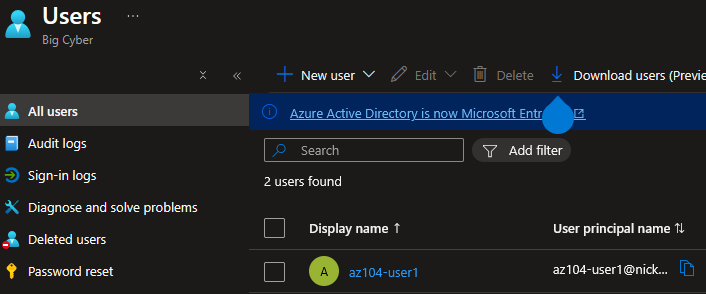 Users
...
Big Cyber
New user
Edit
Delete
Download users (Previe
All users
Azure Active Directory is now Microsoft Entr
Audit logs
Search
Add filter
Sign-in logs
2 users found
Diagnose and solve problems
Deleted users
Display name ↑
User principal name ↑↓
Password reset
A
az104-user1
az104-user1@nick...